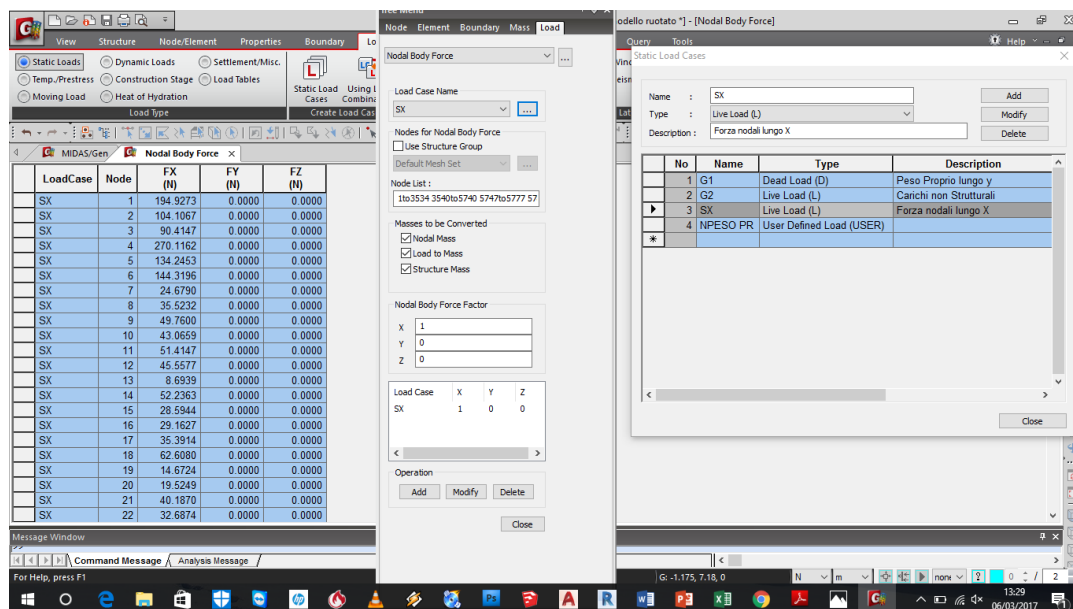 Tree Menu
odello ruotato *] - [Nodal Body Force]
View Structure Node/Element Properties Boundary Lo
Node Element Boundary Mass Load
Query Tools
Help
Static Loads Dynamic Loads Settlement/Misc.
Temp./Prestress Construction Stage Load Tables
Moving Load Heat of Hydration
Load Type
Static Load Cases
Using L Combina
Create Load Cas
MIDAS/Gen Nodal Body Force
LoadCase Node FX (N) FY (N) FZ (N)
SX 1 194.9273 0.0000 0.0000
SX 2 104.1067 0.0000 0.0000
SX 3 90.4147 0.0000 0.0000
SX 4 270.1162 0.0000 0.0000
SX 5 134.2453 0.0000 0.0000
SX 6 144.3196 0.0000 0.0000
SX 7 24.6790 0.0000 0.0000
SX 8 35.5232 0.0000 0.0000
SX 9 49.7600 0.0000 0.0000
SX 10 43.0659 0.0000 0.0000
SX 11 51.4147 0.0000 0.0000
SX 12 45.5577 0.0000 0.0000
SX 13 8.6939 0.0000 0.0000
SX 14 52.2363 0.0000 0.0000
SX 15 28.5944 0.0000 0.0000
SX 16 29.1627 0.0000 0.0000
SX 17 35.3914 0.0000 0.0000
SX 18 62.6080 0.0000 0.0000
SX 19 14.6724 0.0000 0.0000
SX 20 19.5249 0.0000 0.0000
SX 21 40.1870 0.0000 0.0000
SX 22 32.6874 0.0000 0.0000
Nodal Body Force
...
Load Case Name
SX ...
Nodes for Nodal Body Force
Use Structure Group
Default Mesh Set ...
Node List :
1to3534 3540to5740 5747to5777 57
Masses to be Converted
Nodal Mass
Load to Mass
Structure Mass
Nodal Body Force Factor
X 1
Y 0
Z 0
Load Case X Y Z
SX 1 0 0
Operation
Add Modify Delete
Close
Static Load Cases
Name : SX Add
Type : Live Load (L) Modify
Description : Forza nodali lungo X Delete
No Name Type Description
1 G1 Dead Load (D) Peso Proprio lungo y
2 G2 Live Load (L) Carichi non Strutturali
3 SX Live Load (L) Forza nodali lungo X
4 NPESO PR User Defined Load (USER)
*
Close
Message Window
Command Message Analysis Message
For Help, press F1
G: -1.175, 7.18, 0
N m none 0 / 2
13:29
06/03/2017